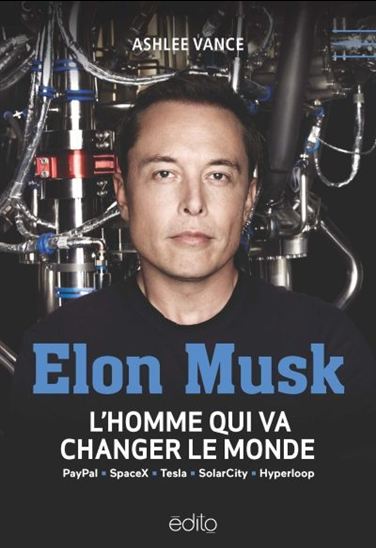 ASHLEE VANCE
Elon Musk
L'HOMME QUI VA
CHANGER LE MONDE
PayPal ▪ SpaceX ▪ Tesla ▪ SolarCity ▪ Hyperloop
édito